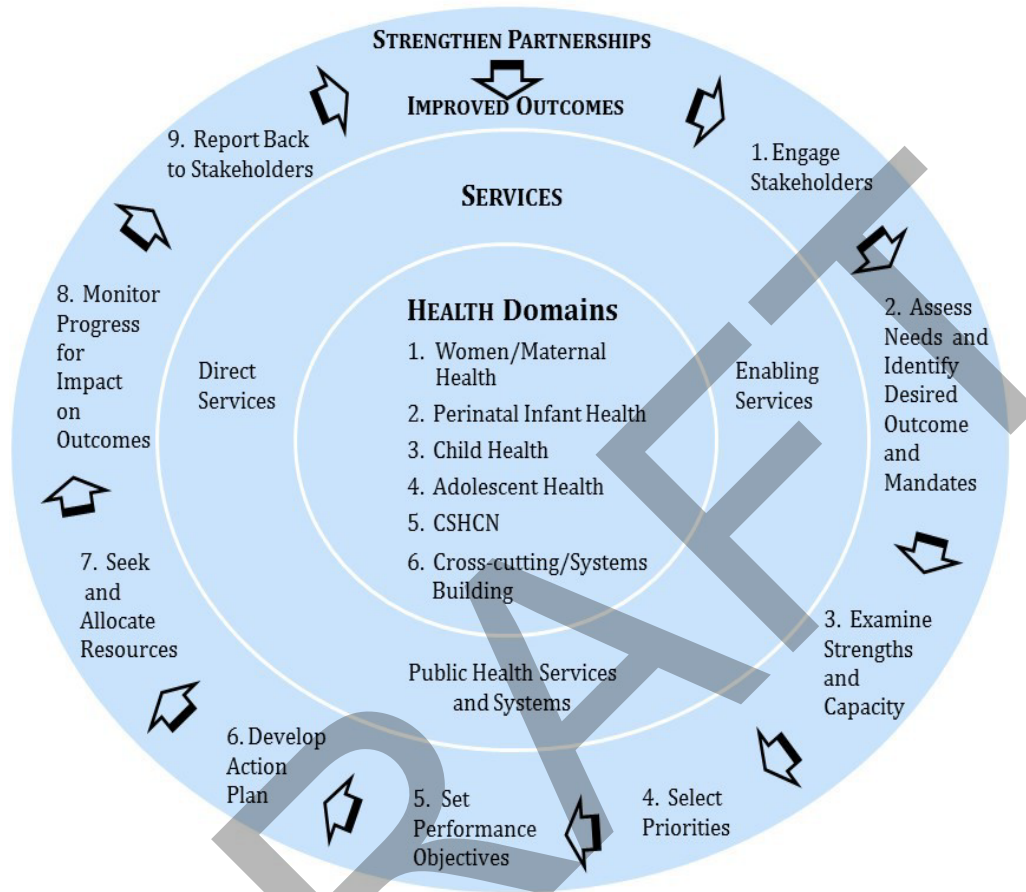 STRENGTHEN PARTNERSHIPS
IMPROVED OUTCOMES
1. Engage
Stakeholders
2. Assess
Needs and
Identify
Desired
Outcome
and
Mandates
3. Examine
Strengths
and
Capacity
4. Select
Priorities
5. Set
Performance
Objectives
6. Develop
Action
Plan
7. Seek
and
Allocate
Resources
8. Monitor
Progress
for
Impact
on
Outcomes
9. Report Back
to Stakeholders
SERVICES
Direct
Services
Enabling
Services
Public Health Services
and Systems
HEALTH Domains
1. Women/Maternal
Health
2. Perinatal Infant Health
3. Child Health
4. Adolescent Health
5. CSHCN
6. Cross-cutting/Systems
Building
RAFT